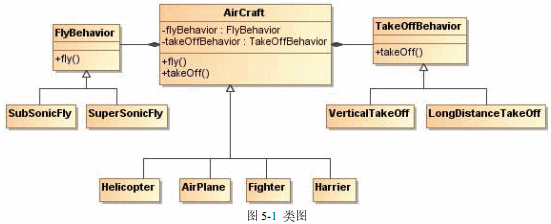 AirCraft
-flyBehavior : FlyBehavior
-takeOffBehavior : TakeOffBehavior
+fly()
+takeOff()
FlyBehavior
+fly()
TakeOffBehavior
+takeOff()
SubSonicFly
SuperSonicFly
VerticalTakeOff
LongDistanceTakeOff
Helicopter
AirPlane
Fighter
Harrier
图 5-1 类图